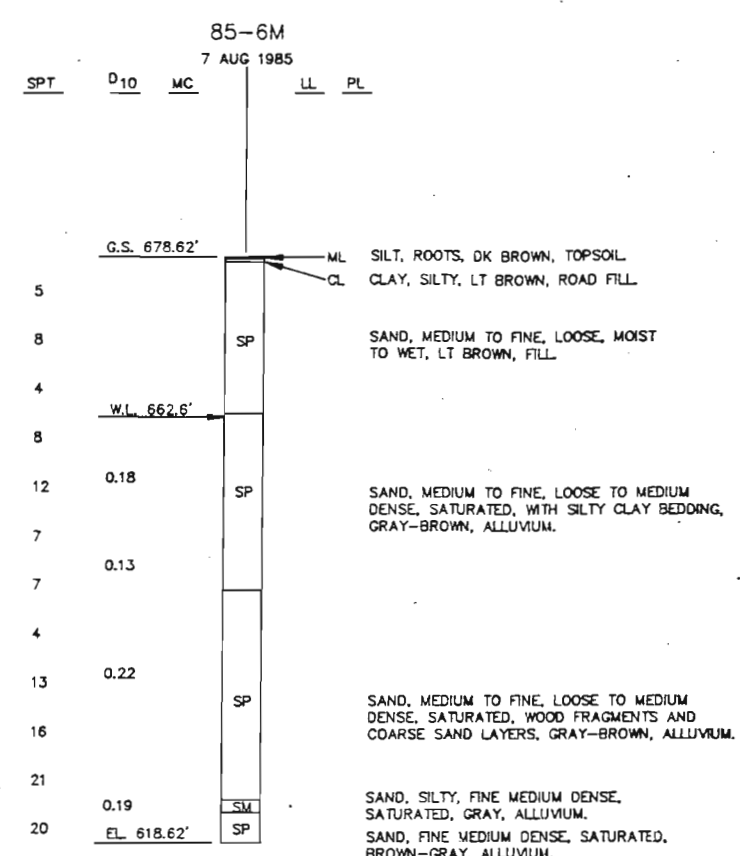 85-6M
7 AUG 1985
SPT D10 MC LL PL
G.S. 678.62'
ML SILT, ROOTS, DK BROWN, TOPSOIL
CL CLAY, SILTY, LT BROWN, ROAD FILL
5
8 SP SAND, MEDIUM TO FINE, LOOSE, MOIST
TO WET, LT BROWN, FILL
4
W.L. 662.6'
8
0.18
12 SP SAND, MEDIUM TO FINE, LOOSE TO MEDIUM
DENSE, SATURATED, WITH SILTY CLAY BEDDING,
GRAY-BROWN, ALLUVIUM.
7
0.13
7
4
0.22
13
SP SAND, MEDIUM TO FINE, LOOSE TO MEDIUM
DENSE, SATURATED, WOOD FRAGMENTS AND
16 COARSE SAND LAYERS, GRAY-BROWN, ALLUVIUM.
21
0.19 SM SAND, SILTY, FINE MEDIUM DENSE,
SATURATED, GRAY, ALLUVIUM.
20 EL. 618.62' SP SAND, FINE MEDIUM DENSE, SATURATED,
BROWN-GRAY, ALLUVIUM.